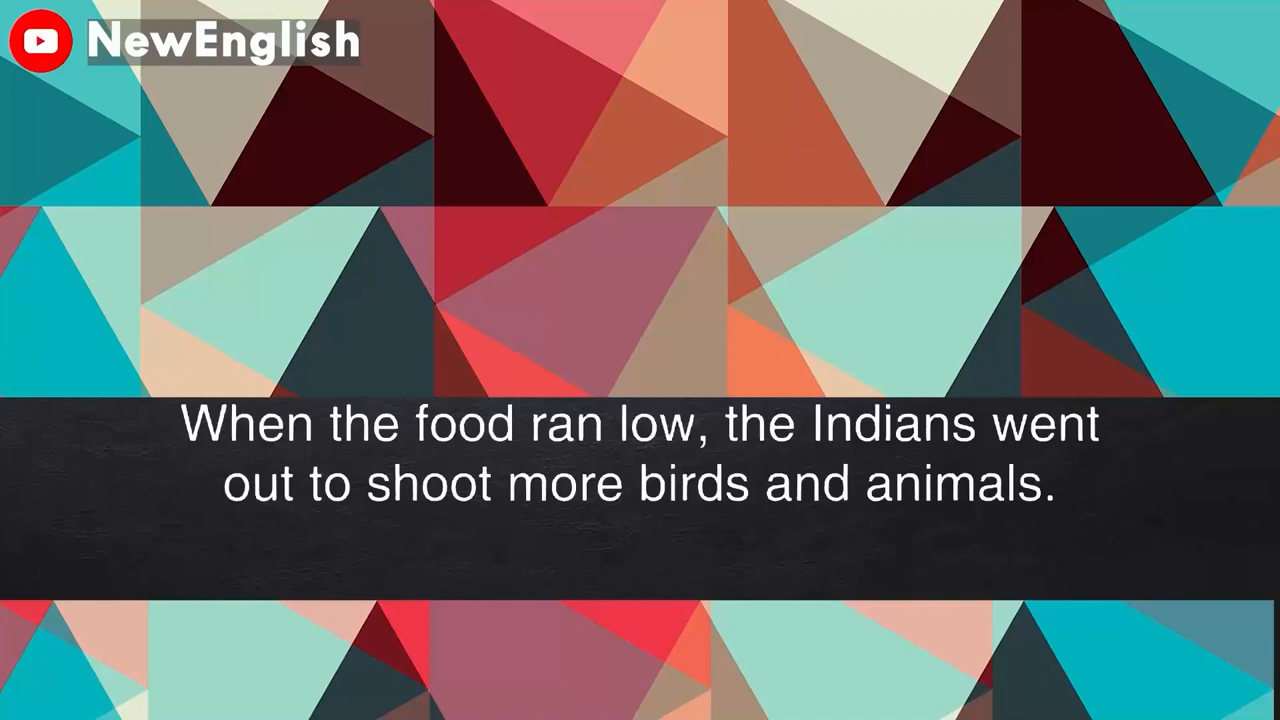 NewEnglish
When the food ran low, the Indians went
out to shoot more birds and animals.